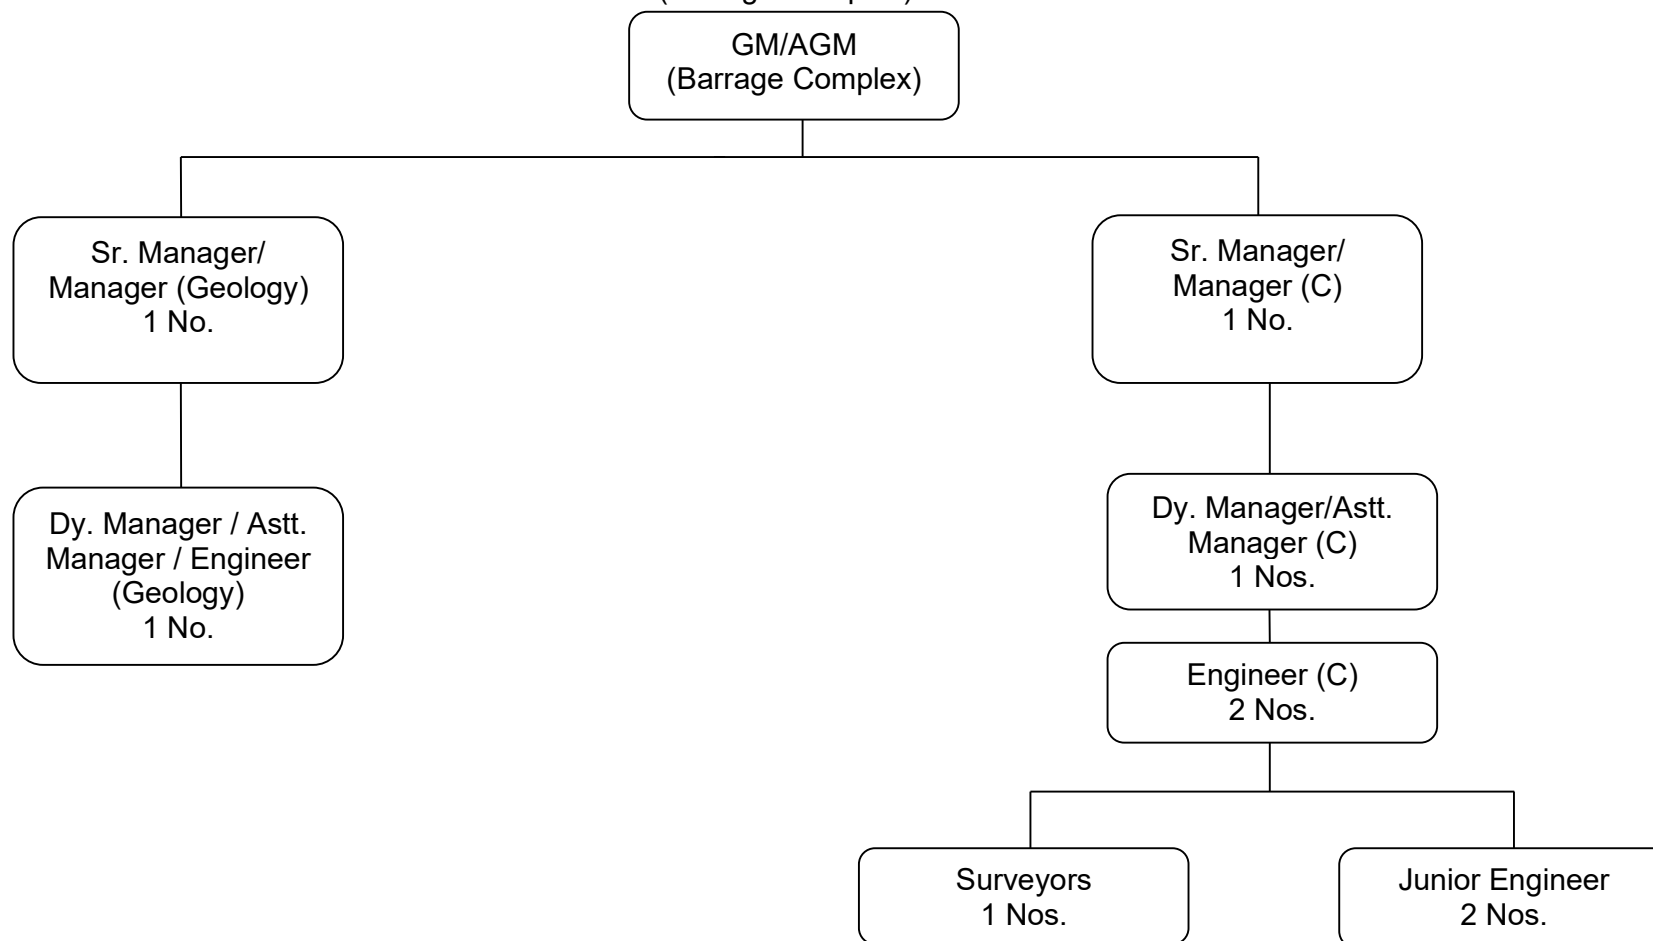 GM/AGM
(Barrage Complex)
Sr. Manager/
Manager (Geology)
1 No.
Sr. Manager/
Manager (C)
1 No.
Dy. Manager / Astt.
Manager / Engineer
(Geology)
1 No.
Dy. Manager/Astt.
Manager (C)
1 Nos.
Engineer (C)
2 Nos.
Surveyors
1 Nos.
Junior Engineer
2 Nos.